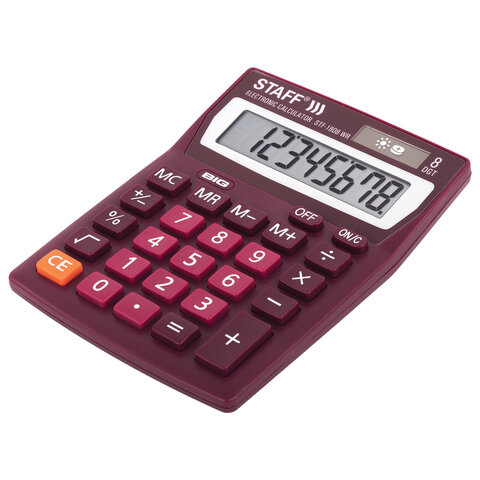 STAFF®
ELECTRONIC CALCULATOR STF-1808-WR
12345678
8
DGT
BIG
OFF
ON/C
MC MR M− M+
+/− 7 8 9 ÷
% 4 5 6 ×
√ 1 2 3 −
CE 0 . = +